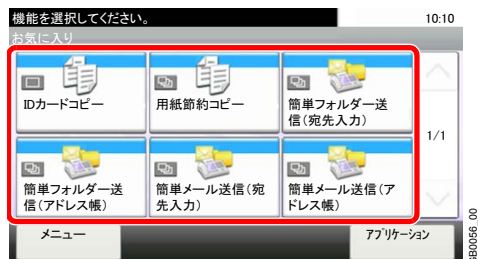 機能を選択してください。
10:10
お気に入り
IDカードコピー
用紙節約コピー
簡単フォルダー送
信(宛先入力)
1/1
簡単フォルダー送
信(アドレス帳)
簡単メール送信(宛
先入力)
簡単メール送信(ア
ドレス帳)
メニュー
アプリケーション